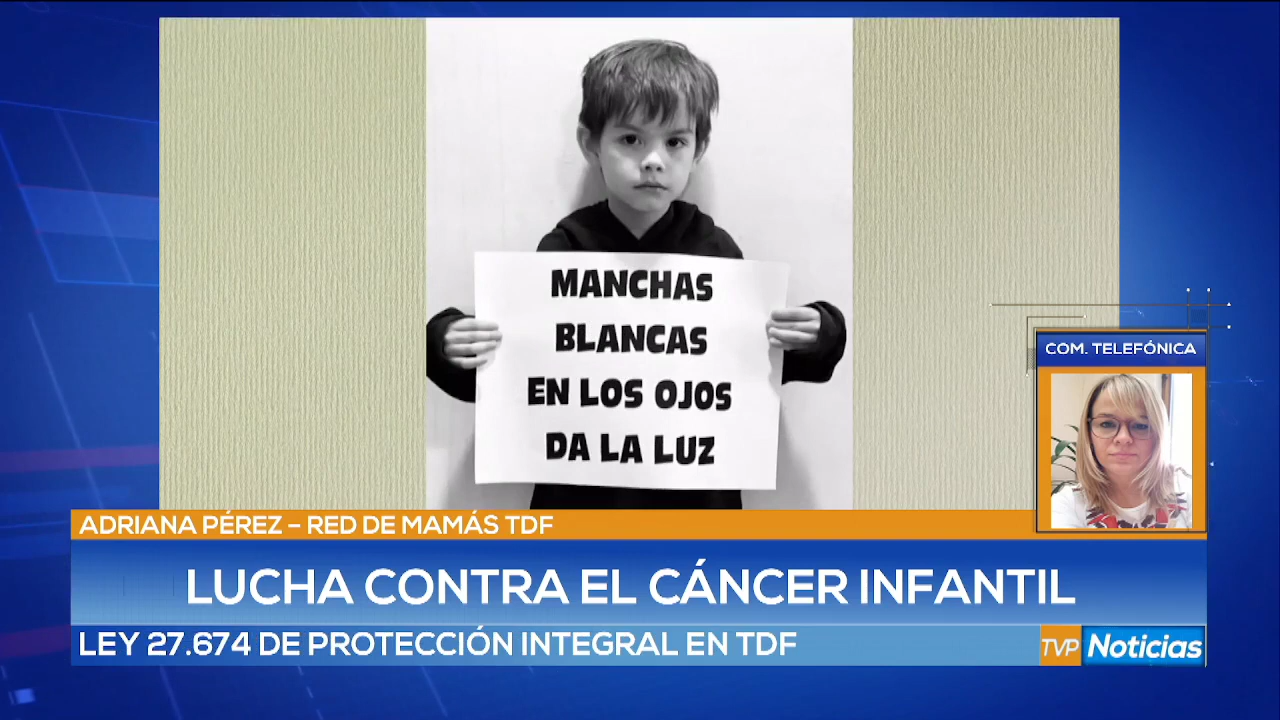 MANCHAS
BLANCAS
EN LOS OJOS
DA LA LUZ
COM. TELEFÓNICA
ADRIANA PÉREZ – RED DE MAMÁS TDF
LUCHA CONTRA EL CÁNCER INFANTIL
LEY 27.674 DE PROTECCIÓN INTEGRAL EN TDF
TVP Noticias